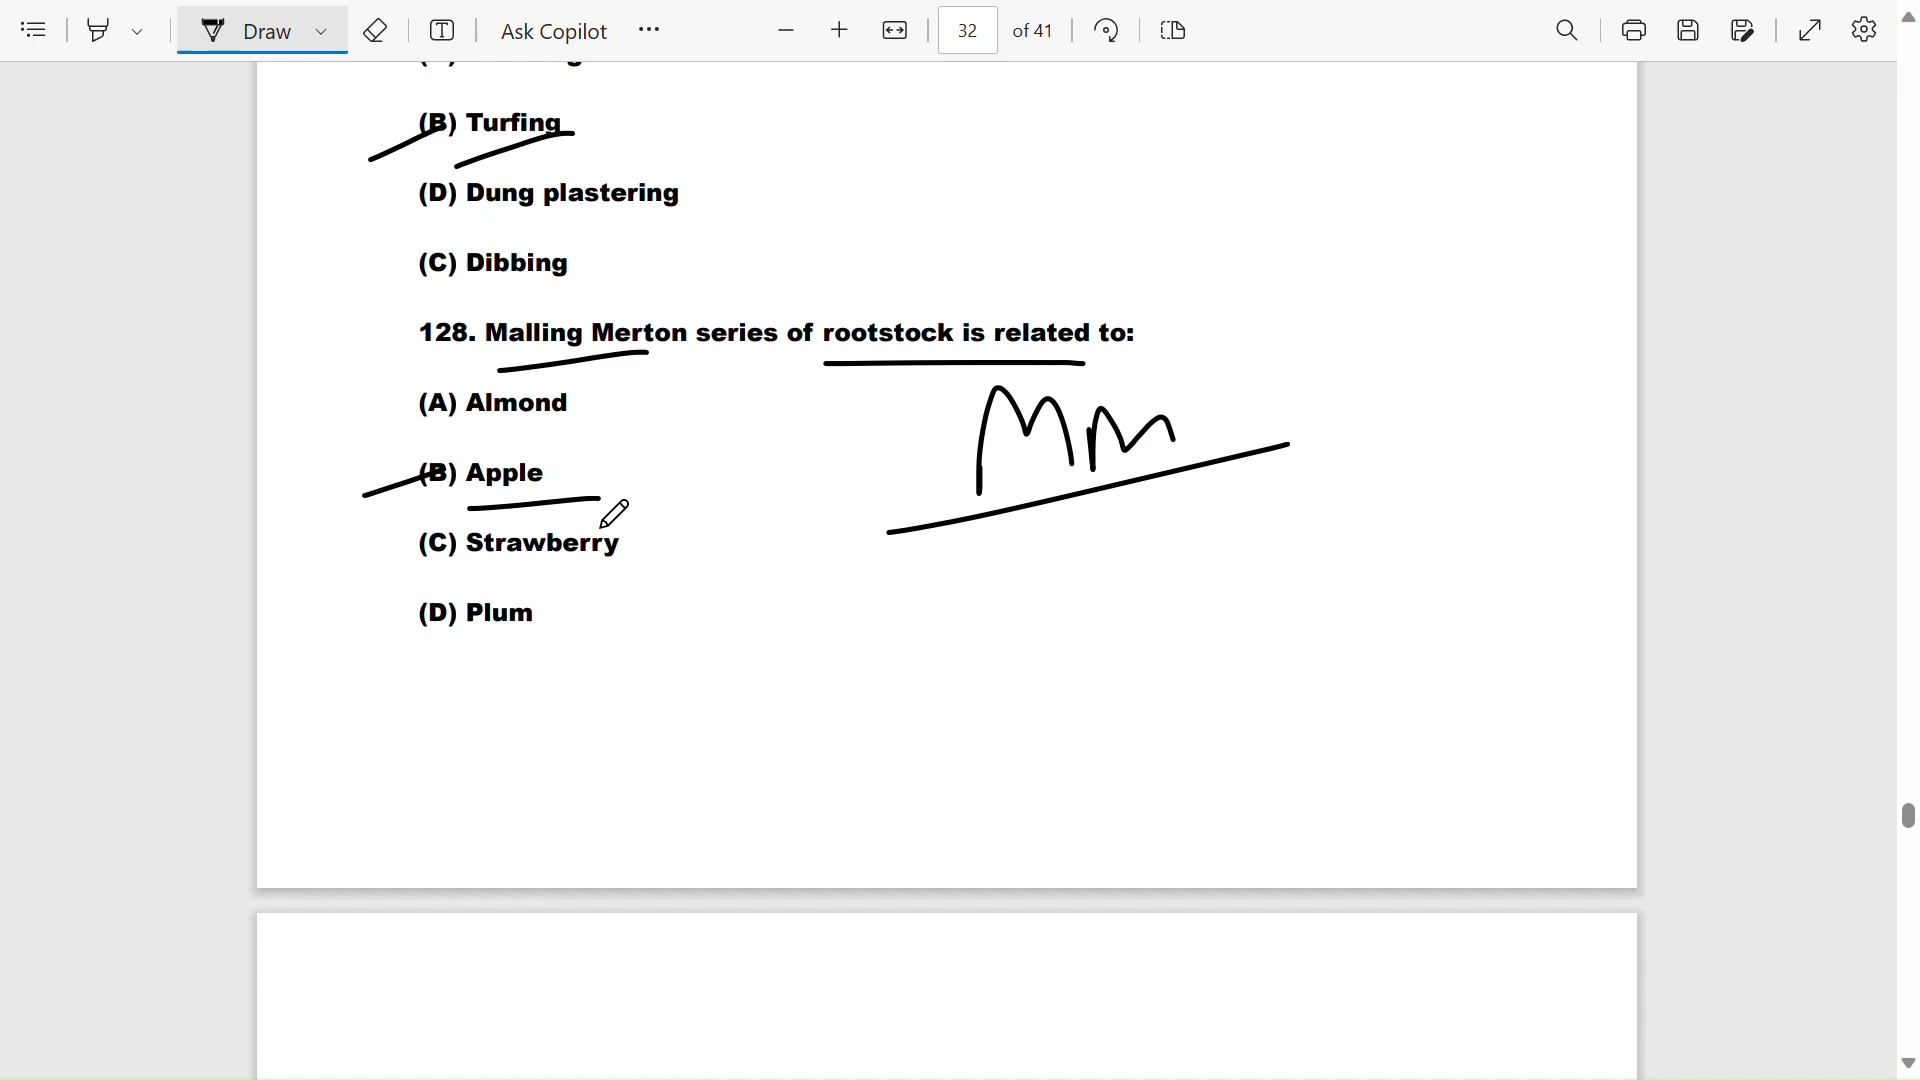 Draw
Ask Copilot
32 of 41
(B) Turfing
(D) Dung plastering
(C) Dibbing
128. Malling Merton series of rootstock is related to:
(A) Almond
Mm
(B) Apple
(C) Strawberry
(D) Plum